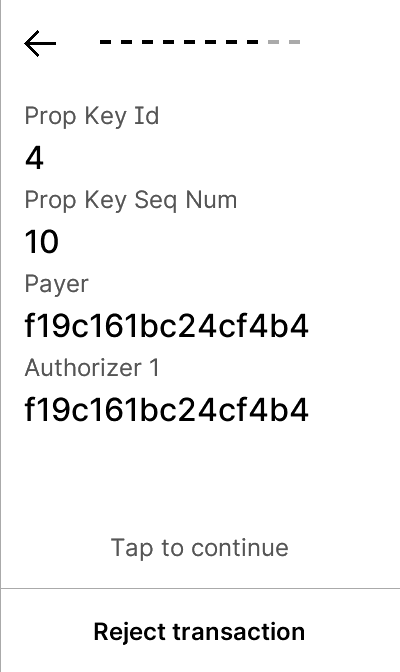 Prop Key Id
4
Prop Key Seq Num
10
Payer
f19c161bc24cf4b4
Authorizer 1
f19c161bc24cf4b4
Tap to continue
Reject transaction